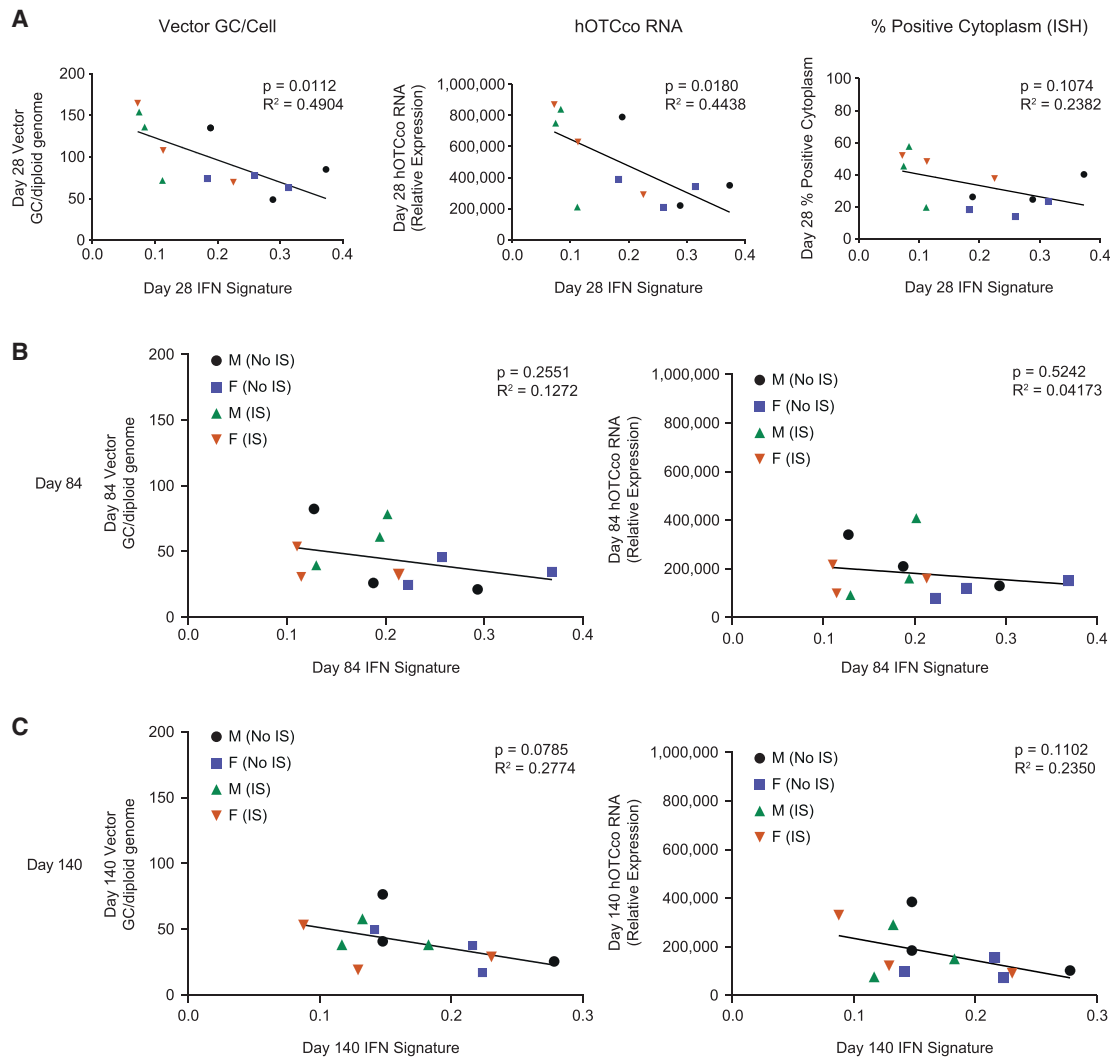 A
Vector GC/Cell
hOTCco RNA
% Positive Cytoplasm (ISH)
Day 28 Vector
GC/diploid genome
200
150
100
50
0
p = 0.0112
R² = 0.4904
0.0
0.1
0.2
0.3
0.4
Day 28 IFN Signature
Day 28 hOTCco RNA
(Relative Expression)
1,000,000
800,000
600,000
400,000
200,000
0
p = 0.0180
R² = 0.4438
0.0
0.1
0.2
0.3
0.4
Day 28 IFN Signature
Day 28 % Positive Cytoplasm
100
80
60
40
20
0
p = 0.1074
R² = 0.2382
0.0
0.1
0.2
0.3
0.4
Day 28 IFN Signature
B
Day 84
Day 84 Vector
GC/diploid genome
200
150
100
50
0
M (No IS)
F (No IS)
M (IS)
F (IS)
p = 0.2551
R² = 0.1272
0.0
0.1
0.2
0.3
0.4
Day 84 IFN Signature
Day 84 hOTCco RNA
(Relative Expression)
1,000,000
800,000
600,000
400,000
200,000
0
M (No IS)
F (No IS)
M (IS)
F (IS)
p = 0.5242
R² = 0.04173
0.0
0.1
0.2
0.3
0.4
Day 84 IFN Signature
C
Day 140
Day 140 Vector
GC/diploid genome
200
150
100
50
0
M (No IS)
F (No IS)
M (IS)
F (IS)
p = 0.0785
R² = 0.2774
0.0
0.1
0.2
0.3
Day 140 IFN Signature
Day 140 hOTCco RNA
(Relative Expression)
1,000,000
800,000
600,000
400,000
200,000
0
M (No IS)
F (No IS)
M (IS)
F (IS)
p = 0.1102
R² = 0.2350
0.0
0.1
0.2
0.3
Day 140 IFN Signature